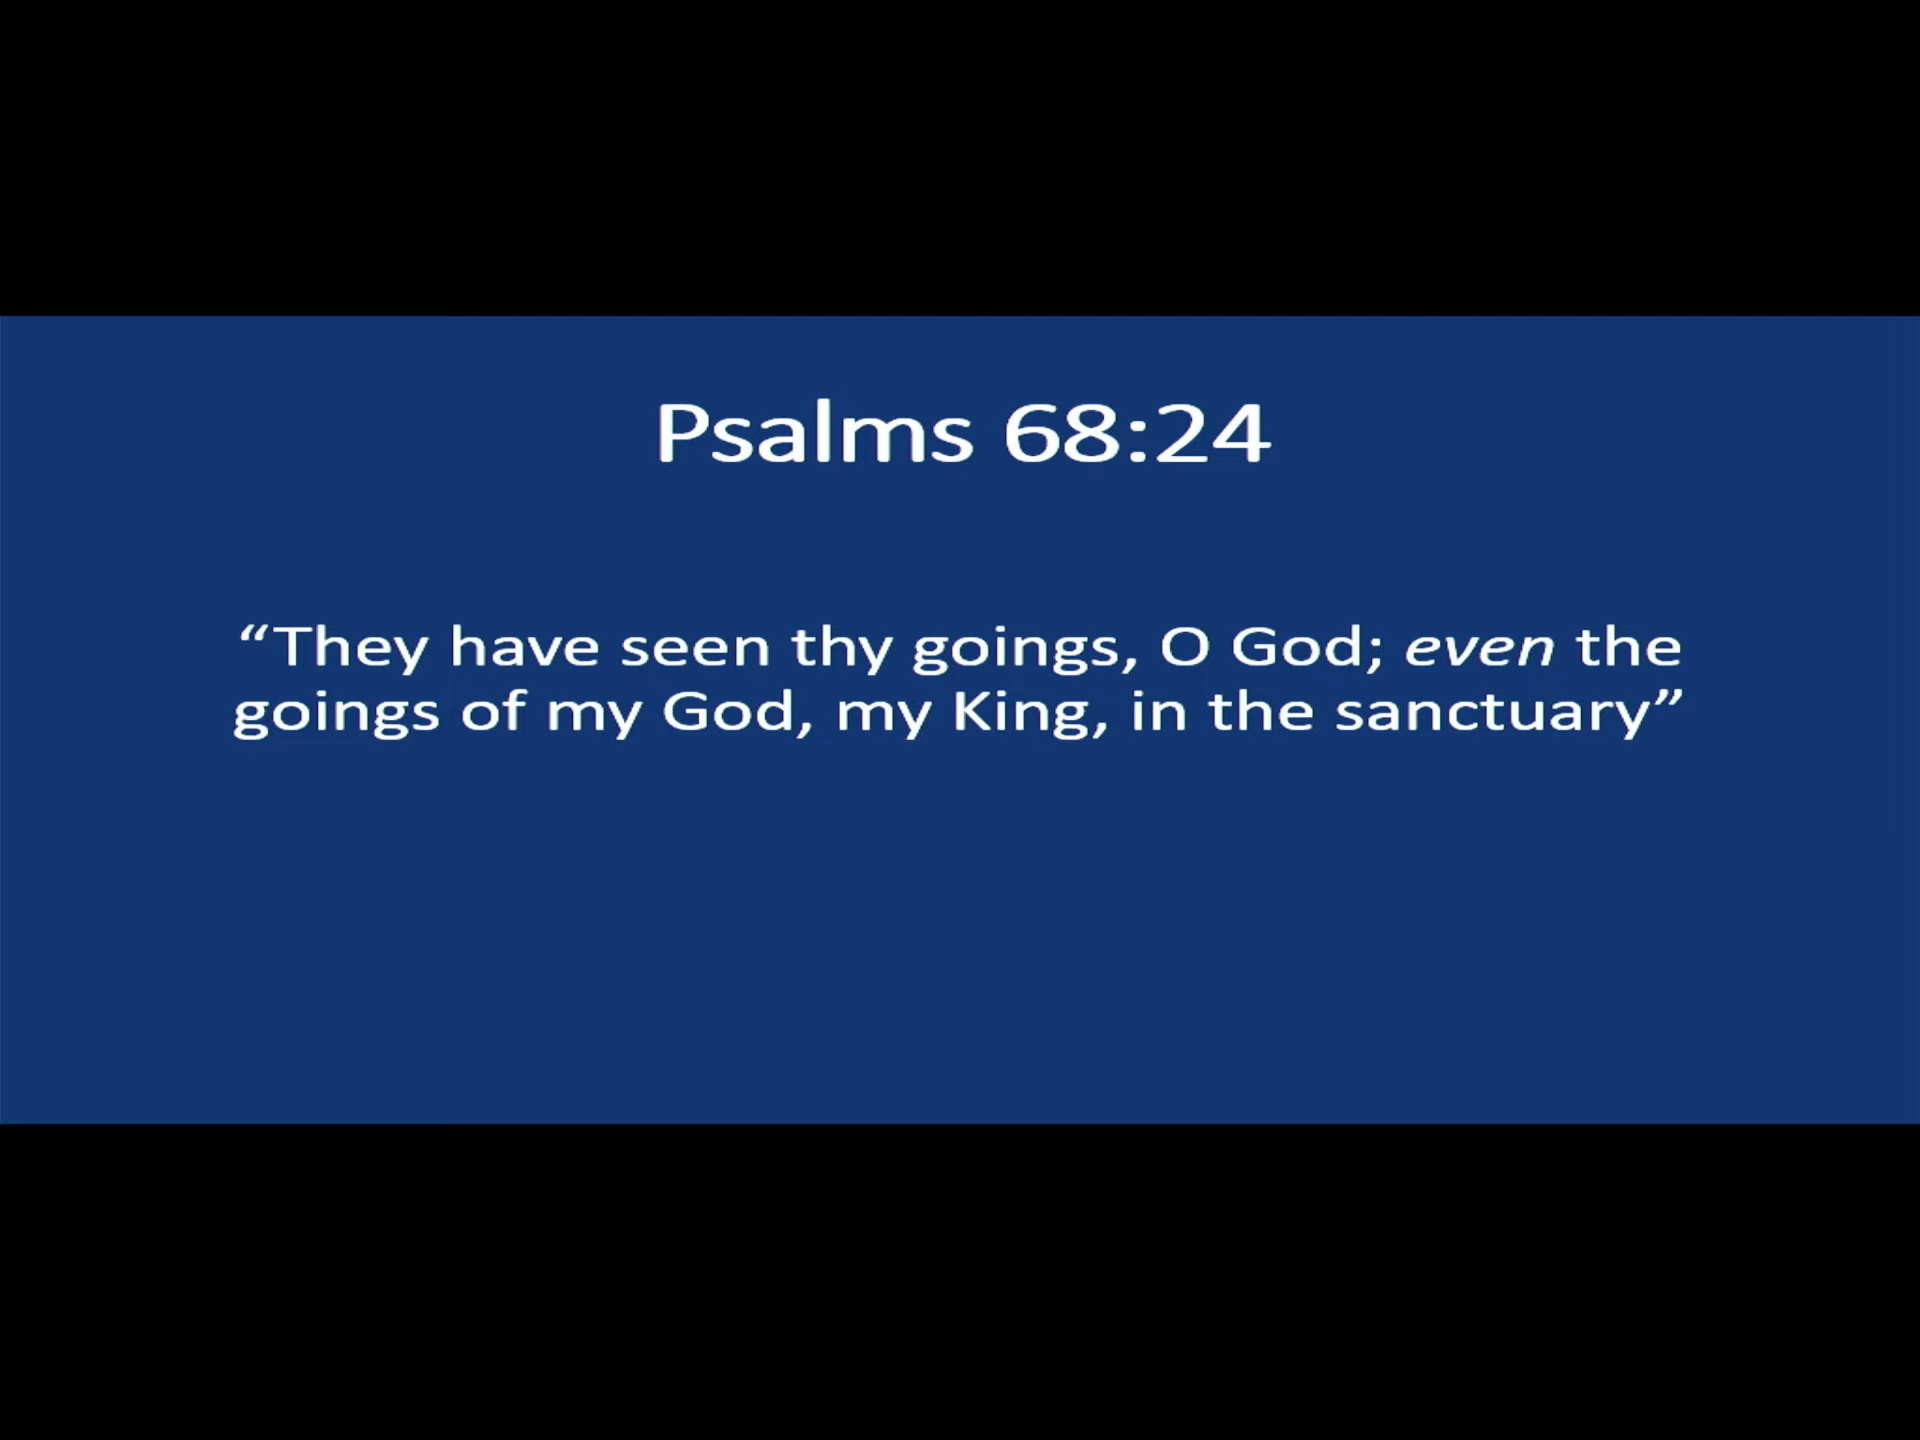 Psalms 68:24
“They have seen thy goings, O God; even the
goings of my God, my King, in the sanctuary”